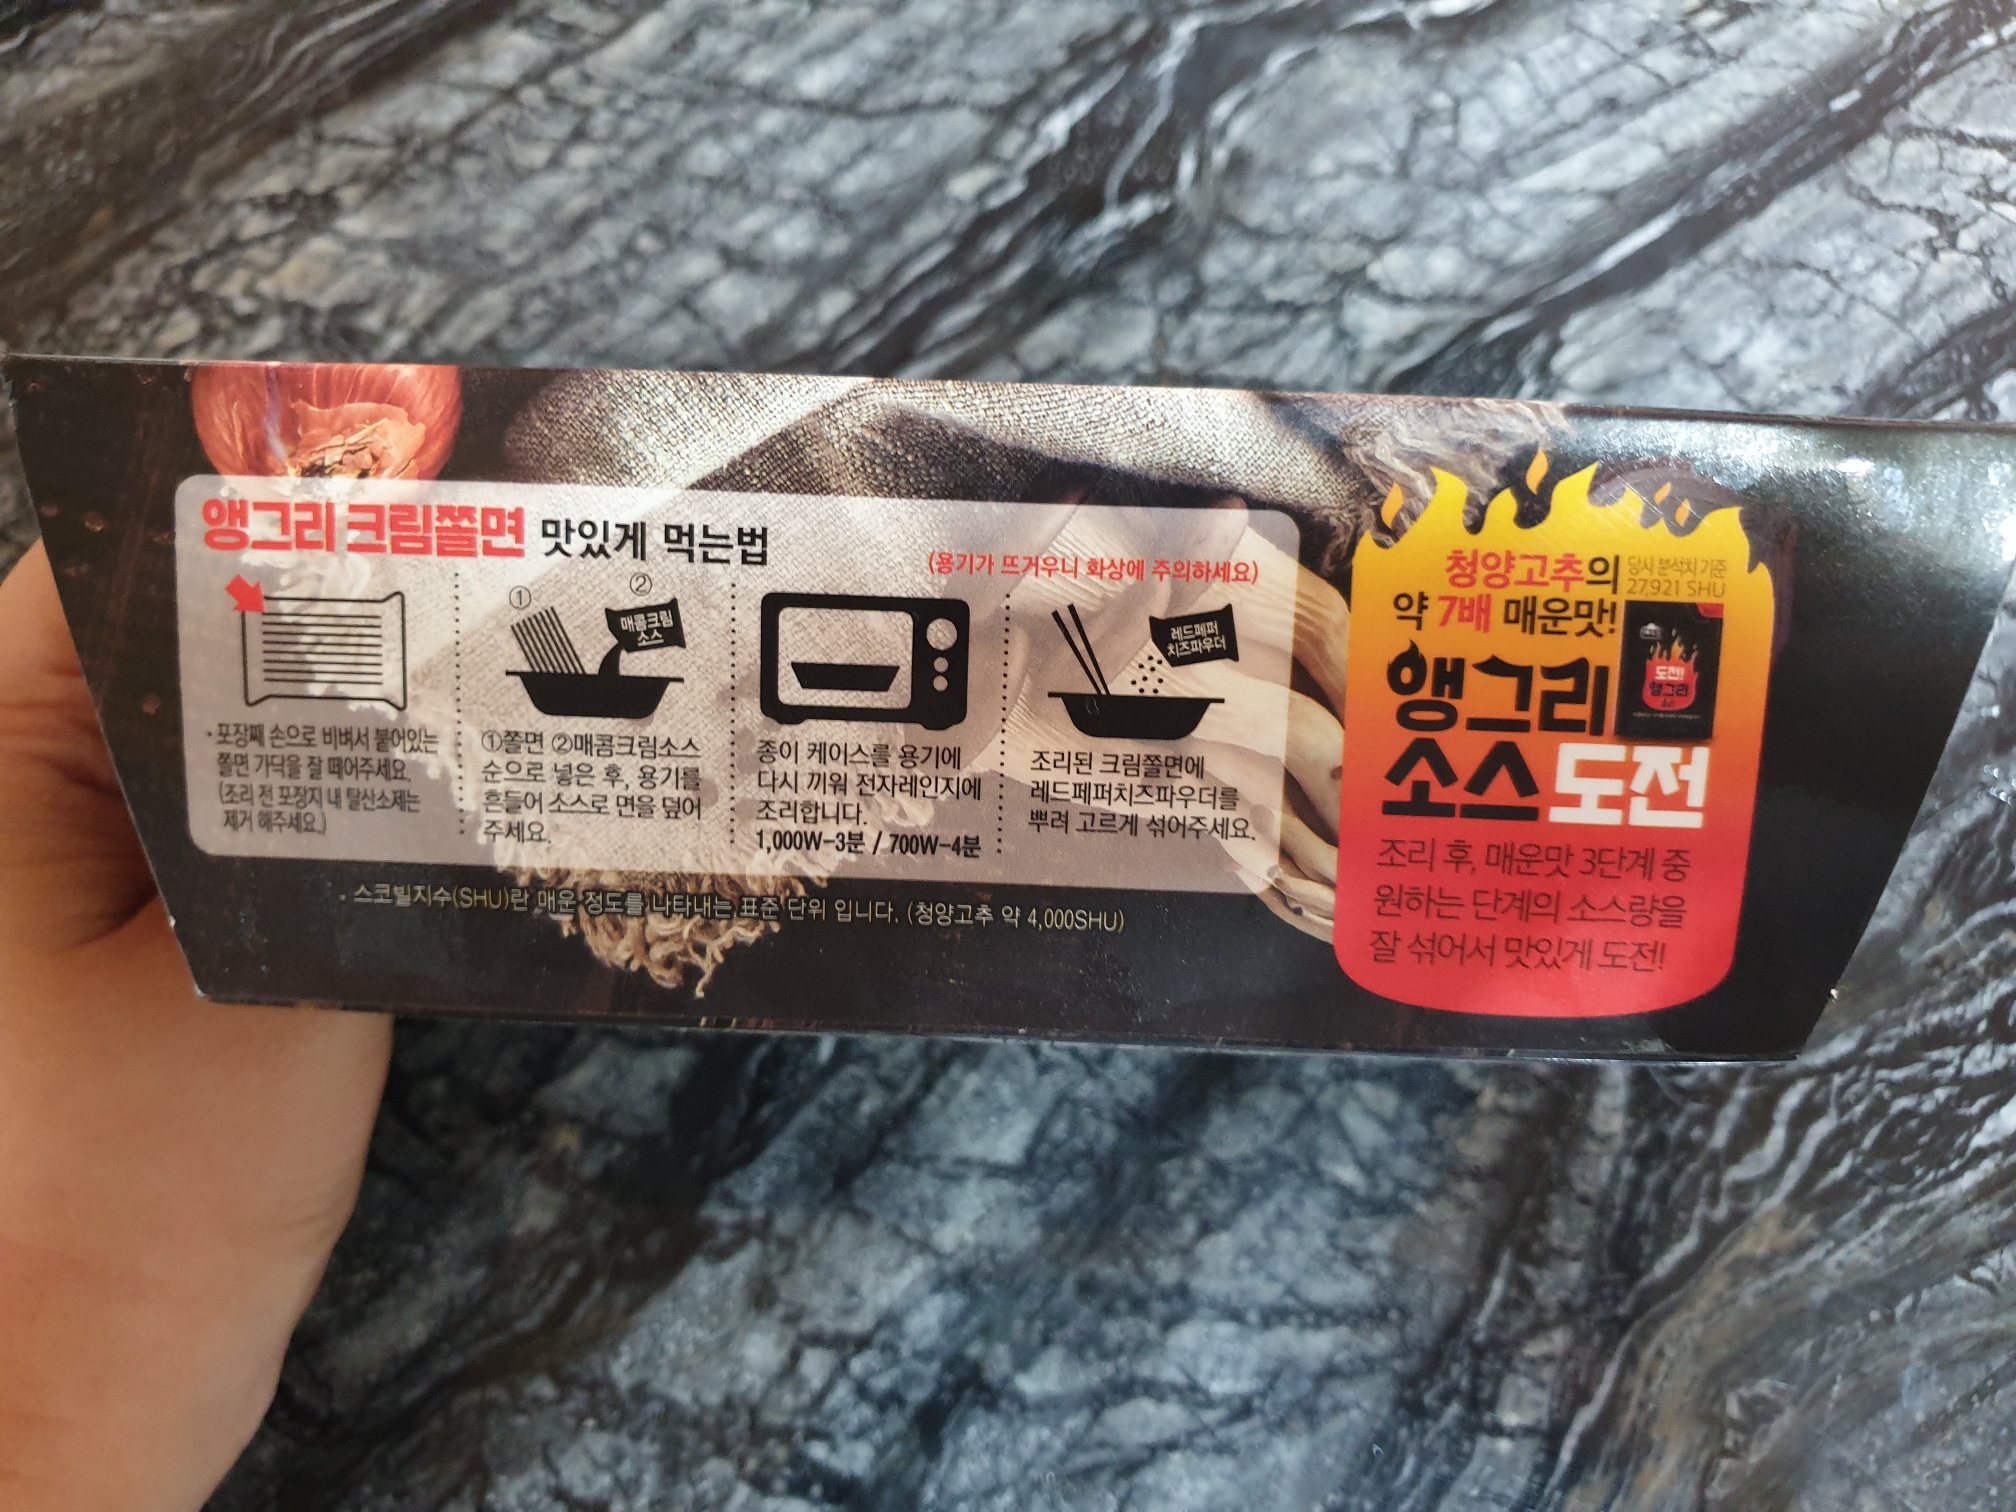 앵그리 크림쫄면 맛있게 먹는법
(용기가 뜨거우니 화상에 주의하세요)
· 포장째 손으로 비벼서 붙어있는
쫄면 가닥을 잘 떼어주세요.
(조리 전 포장지 내 탈산소제는
제거 해주세요.)
① ②
매콤크림
소스
①쫄면 ②매콤크림소스
순으로 넣은 후, 용기를
흔들어 소스로 면을 덮어
주세요.
종이 케이스를 용기에
다시 끼워 전자레인지에
조리합니다.
1,000W-3분 / 700W-4분
레드페퍼
치즈파우더
조리된 크림쫄면에
레드페퍼치즈파우더를
뿌려 고르게 섞어주세요.
. 스코빌지수(SHU)란 매운 정도를 나타내는 표준 단위 입니다. (청양고추 약 4,000SHU)
청양고추의 당사 분석치 기준
27,921 SHU
약 7배 매운맛!
도전!
앵그리
소스
앵그리
소스 도전
조리 후, 매운맛 3단계 중
원하는 단계의 소스량을
잘 섞어서 맛있게 도전!